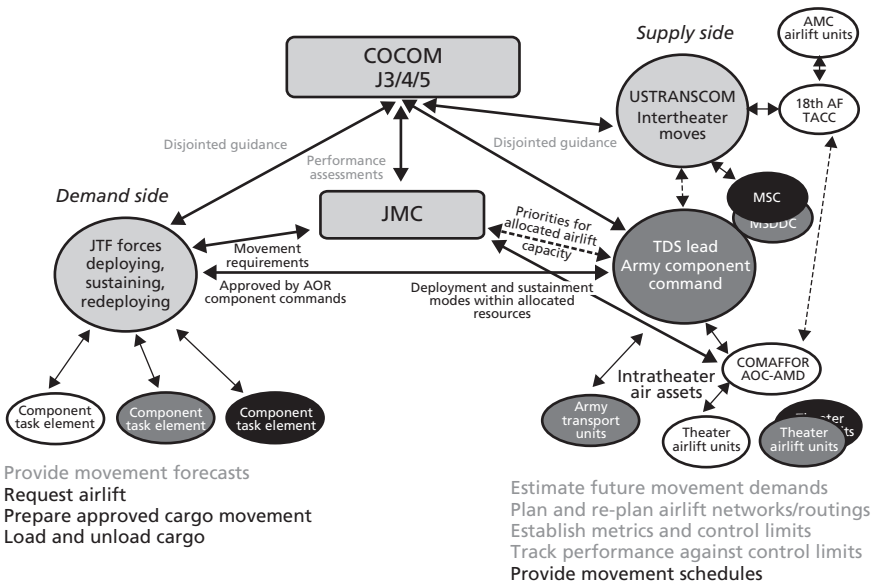 AMC
airlift units
Supply side
COCOM
J3/4/5
USTRANSCOM
Intertheater
moves
18th AF
TACC
Disjointed guidance
Performance
assessments
Disjointed guidance
Demand side
MSC
MSDDC
JMC
JTF forces
deploying,
sustaining,
redeploying
Movement
requirements
Priorities for
allocated airlift
capacity
TDS lead
Army component
command
Approved by AOR
component commands
Deployment and sustainment
modes within allocated
resources
COMAFFOR
AOC-AMD
Intratheater
air assets
Component
task element
Component
task element
Component
task element
Army
transport
units
Theater
airlift units
Theater
airlift units
Provide movement forecasts
Request airlift
Prepare approved cargo movement
Load and unload cargo
Estimate future movement demands
Plan and re-plan airlift networks/routings
Establish metrics and control limits
Track performance against control limits
Provide movement schedules